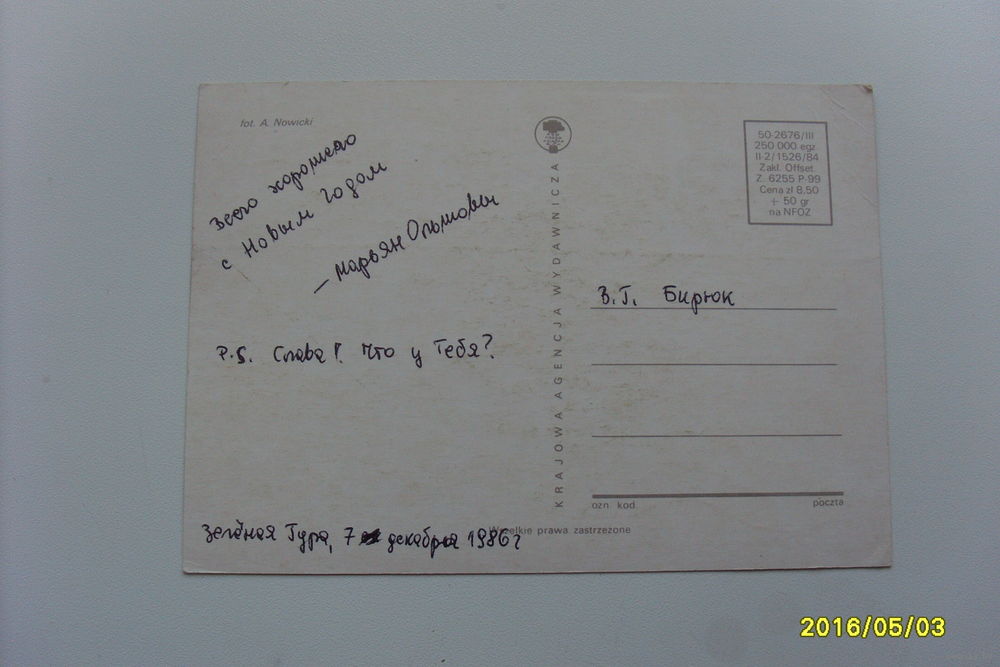 fot. A. Nowicki
Всего хорошего
с Новым Годом
– Марьян Ольшовы
P.S. Слава! Что у Тебя?
Зелёная Гура, 7 декабря 1986 г
KRAJOWA AGENCJA WYDAWNICZA
50-2676/III
250 000 egz
II-2/1526/84
Zakł. Offset.
Z. 6255 P-99
Cena zł 8,50
+ 50 gr
na NFOZ
В.Г. Бирюк
ozn. kod.
poczta
Wszelkie prawa zastrzeżone
2016/05/03